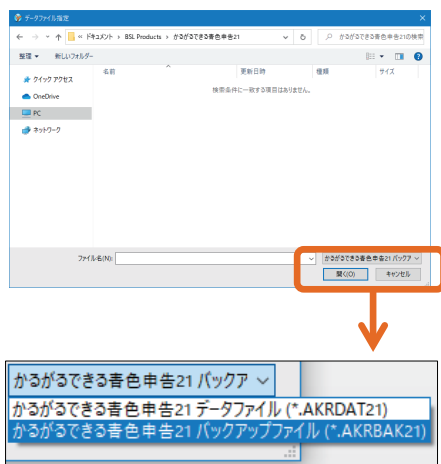 データファイル指定
« ドキュメント › BSL Products › かるがるできる青色申告21
かるがるできる青色申告21の検索
整理 新しいフォルダー
名前 更新日時 種類 サイズ
クイック アクセス
検索条件に一致する項目はありません。
OneDrive
PC
ネットワーク
ファイル名(N):
かるがるできる青色申告21 バックア
開く(O) キャンセル
かるがるできる青色申告21 バックア
かるがるできる青色申告21 データファイル (*.AKRDAT21)
かるがるできる青色申告21 バックアップファイル (*.AKRBAK21)